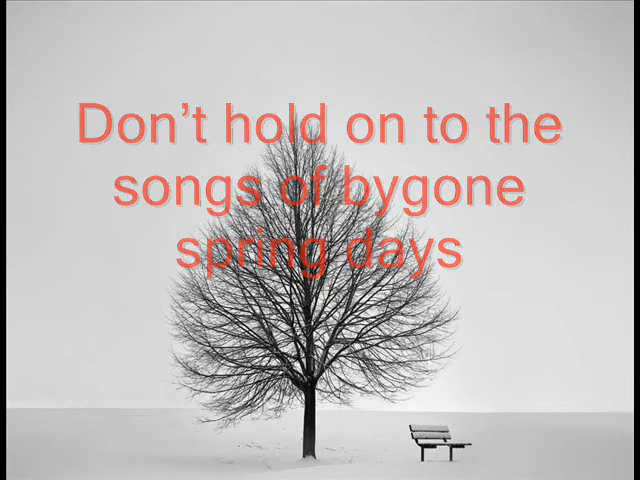 Don’t hold on to the
songs of bygone
spring days